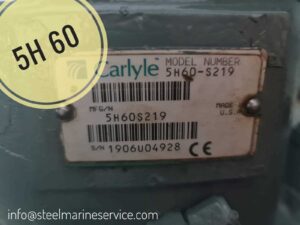 5H 60
Carlyle
MODEL NUMBER
5H60-S219
MFG/N
MADE
U.S.A
5H60S219
S/N 1906U04928 CE
info@steelmarineservice.com